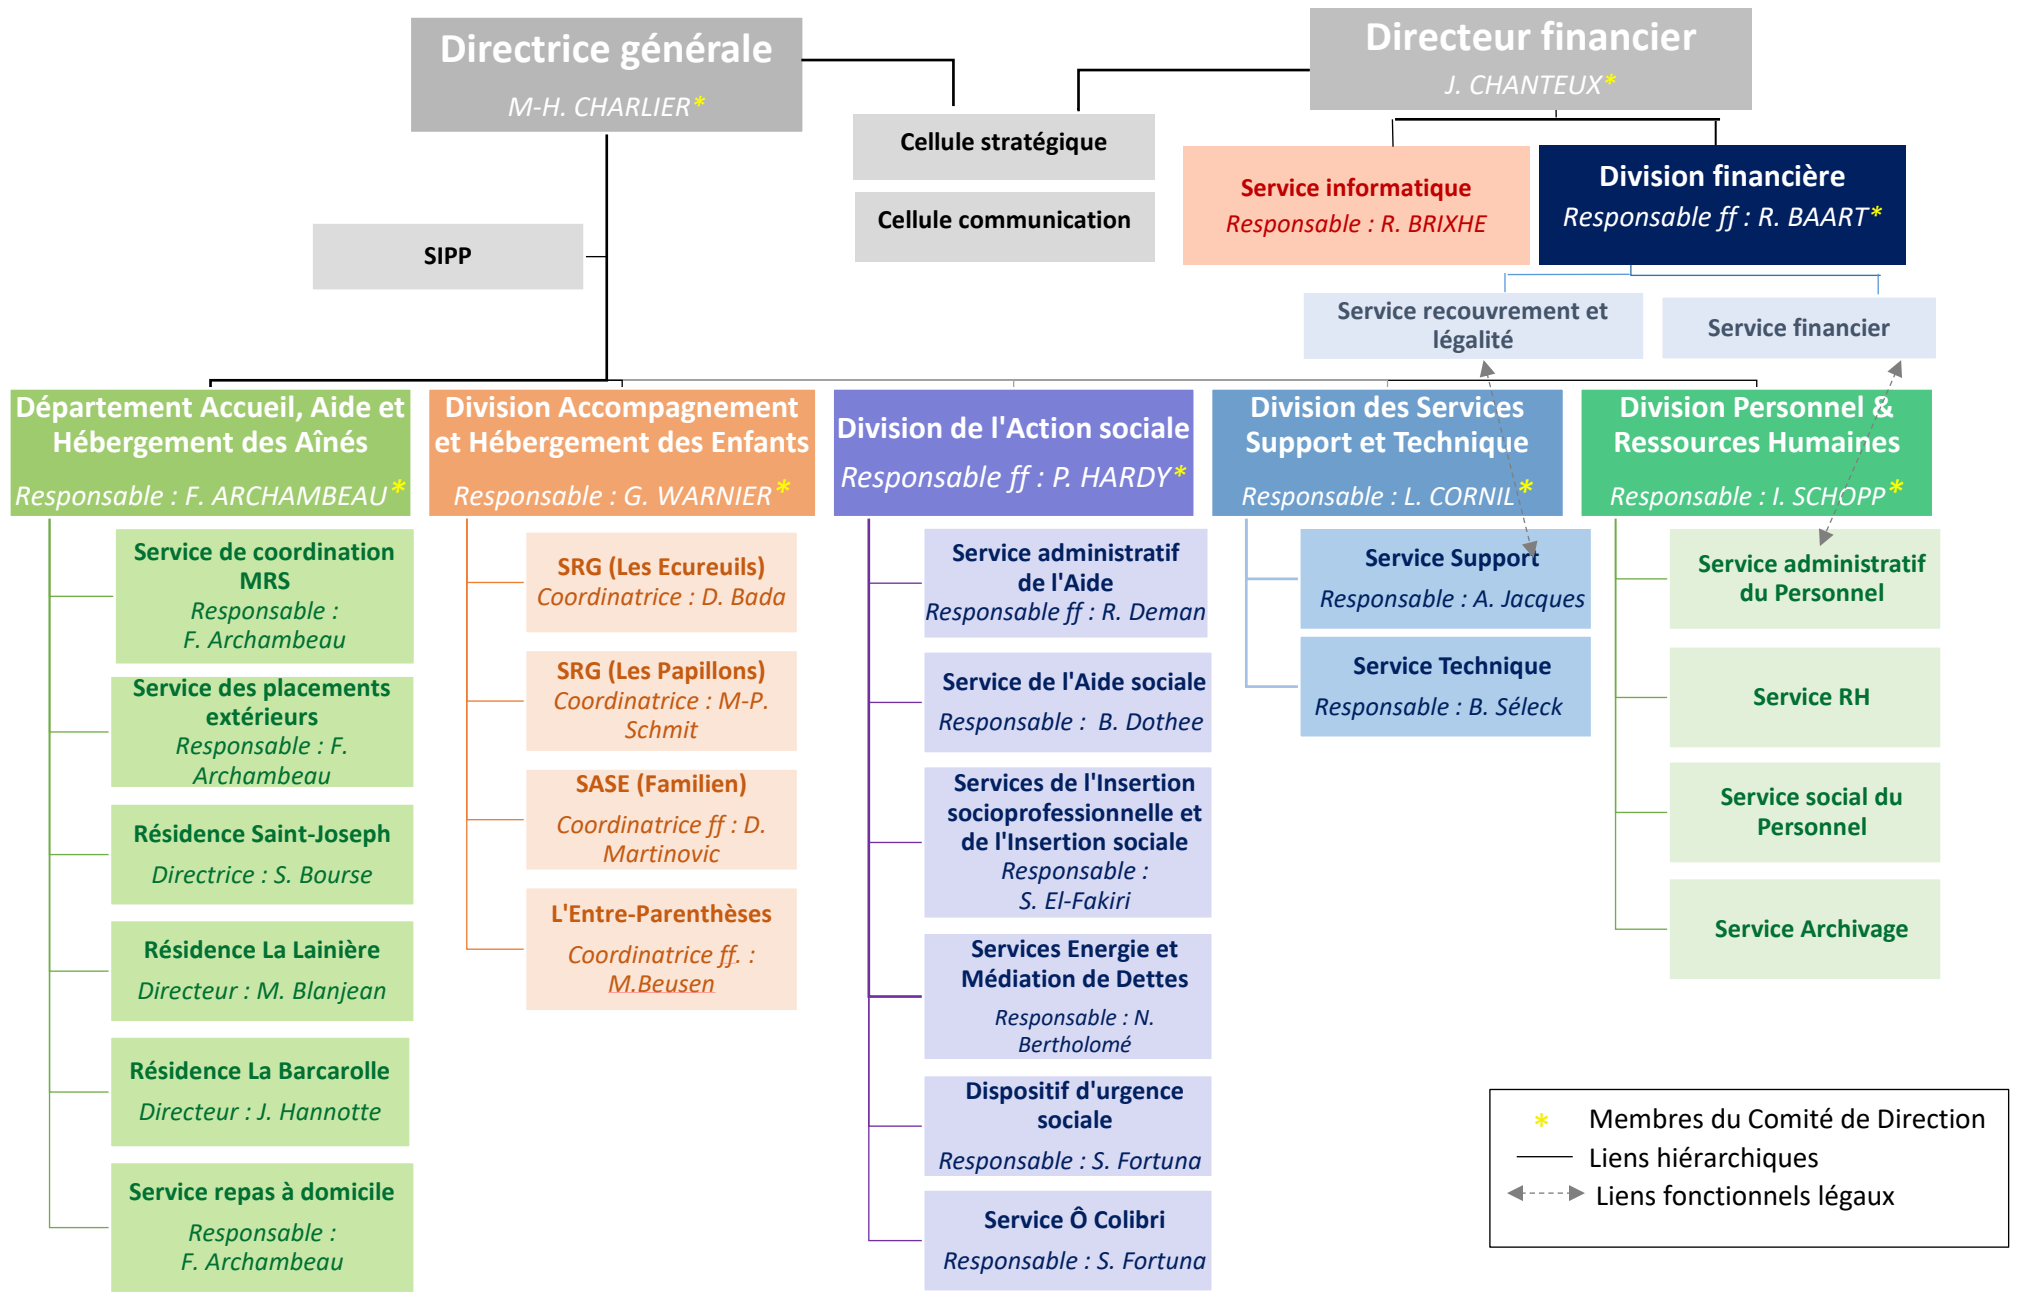 Directrice générale
M-H. CHARLIER*
Directeur financier
J. CHANTEUX*
Cellule stratégique
Cellule communication
Service informatique
Responsable : R. BRIXHE
Division financière
Responsable ff : R. BAART*
SIPP
Service recouvrement et
légalité
Service financier
Département Accueil, Aide et
Hébergement des Aînés
Responsable : F. ARCHAMBEAU*
Service de coordination
MRS
Responsable :
F. Archambeau
Service des placements
extérieurs
Responsable : F.
Archambeau
Résidence Saint-Joseph
Directrice : S. Bourse
Résidence La Lainière
Directeur : M. Blanjean
Résidence La Barcarolle
Directeur : J. Hannotte
Service repas à domicile
Responsable :
F. Archambeau
Division Accompagnement
et Hébergement des Enfants
Responsable : G. WARNIER*
SRG (Les Ecureuils)
Coordinatrice : D. Bada
SRG (Les Papillons)
Coordinatrice : M-P.
Schmit
SASE (Familien)
Coordinatrice ff : D.
Martinovic
L'Entre-Parenthèses
Coordinatrice ff. :
M.Beusen
Division de l'Action sociale
Responsable ff : P. HARDY*
Service administratif
de l'Aide
Responsable ff : R. Deman
Service de l'Aide sociale
Responsable : B. Dothee
Services de l'Insertion
socioprofessionnelle et
de l'Insertion sociale
Responsable :
S. El-Fakiri
Services Energie et
Médiation de Dettes
Responsable : N.
Bertholomé
Dispositif d'urgence
sociale
Responsable : S. Fortuna
Service Ô Colibri
Responsable : S. Fortuna
Division des Services
Support et Technique
Responsable : L. CORNIL*
Service Support
Responsable : A. Jacques
Service Technique
Responsable : B. Séleck
Division Personnel &
Ressources Humaines
Responsable : I. SCHOPP*
Service administratif
du Personnel
Service RH
Service social du
Personnel
Service Archivage
* Membres du Comité de Direction
Liens hiérarchiques
Liens fonctionnels légaux